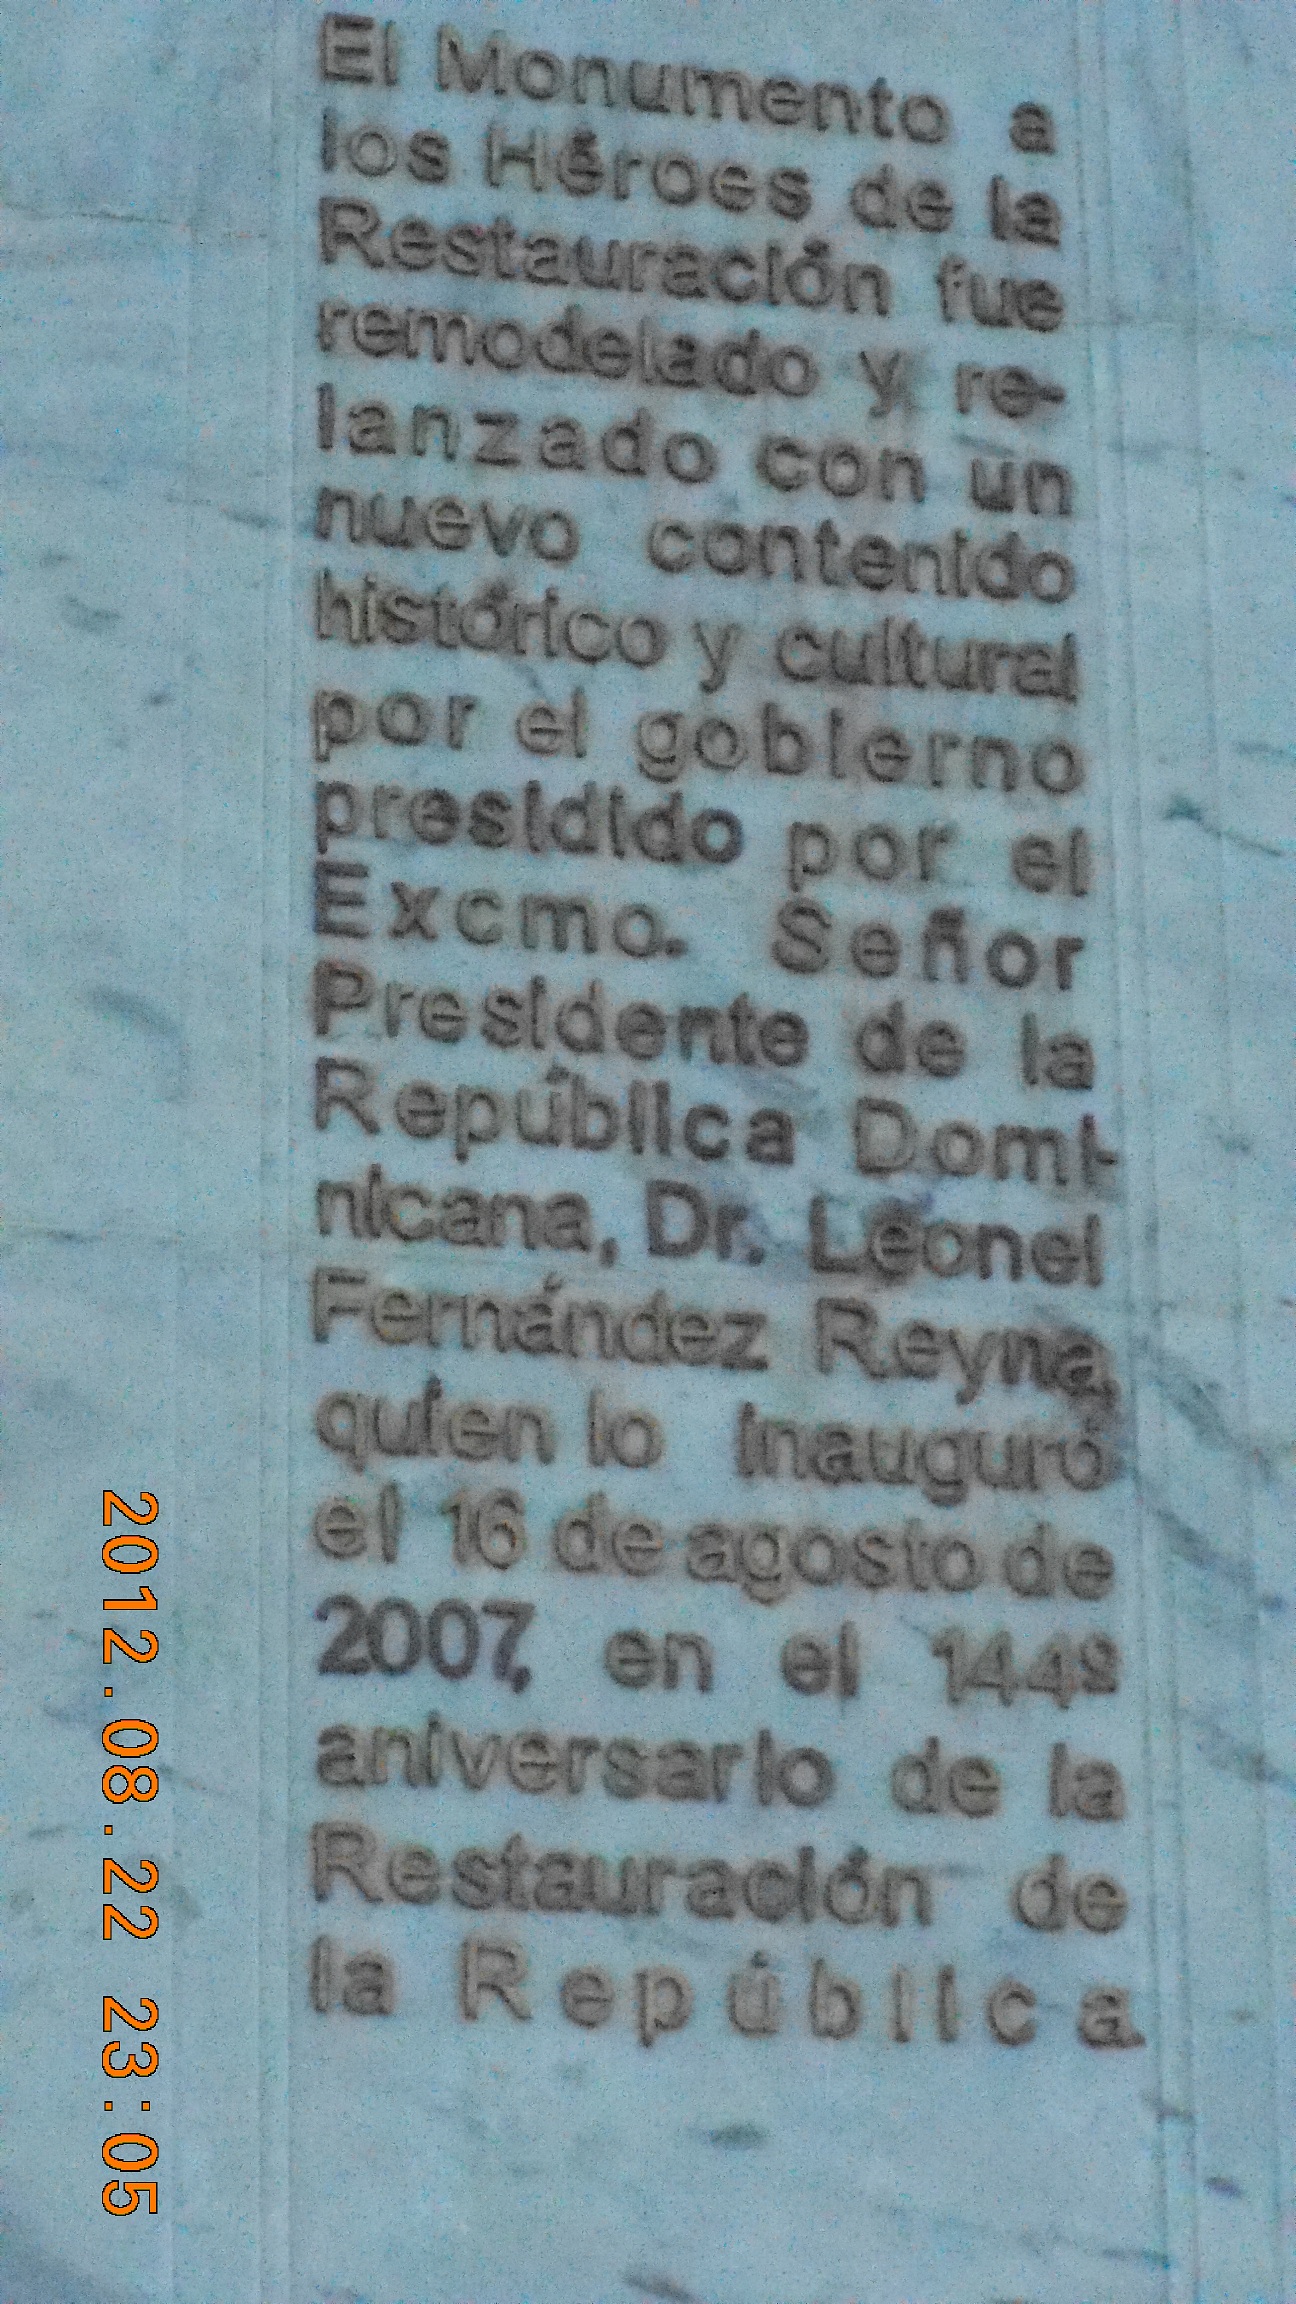 El Monumento a
los Héroes de la
Restauración fue
remodelado y re-
lanzado con un
nuevo contenido
histórico y cultural
por el gobierno
presidido por el
Excmo. Señor
Presidente de la
República Domi-
nicana, Dr. Leonel
Fernández Reyna,
quien lo inauguró
el 16 de agosto de
2007, en el 144º
aniversario de la
Restauración de
la República.
2012.08.22 23:05